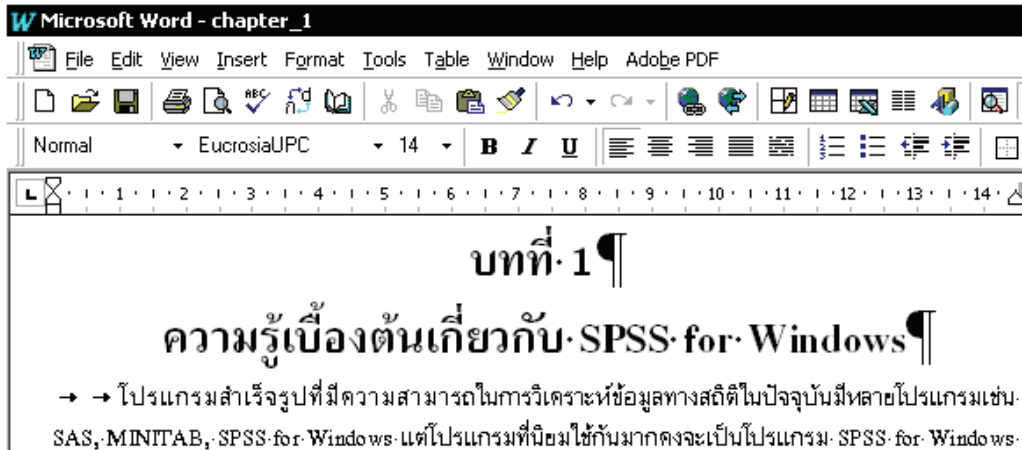 Microsoft Word - chapter_1
File Edit View Insert Format Tools Table Window Help Adobe PDF
Normal EucrosiaUPC 14 B I U
1 2 3 4 5 6 7 8 9 10 11 12 13 14
บทที่ 1
ความรู้เบื้องต้นเกี่ยวกับ SPSS for Windows
โปรแกรมสำเร็จรูปที่มีความสามารถในการวิเคราะห์ข้อมูลทางสถิติในปัจจุบันมีหลายโปรแกรมเช่น
SAS, MINITAB, SPSS for Windows แต่โปรแกรมที่นิยมใช้กันมากคงจะเป็นโปรแกรม SPSS for Windows